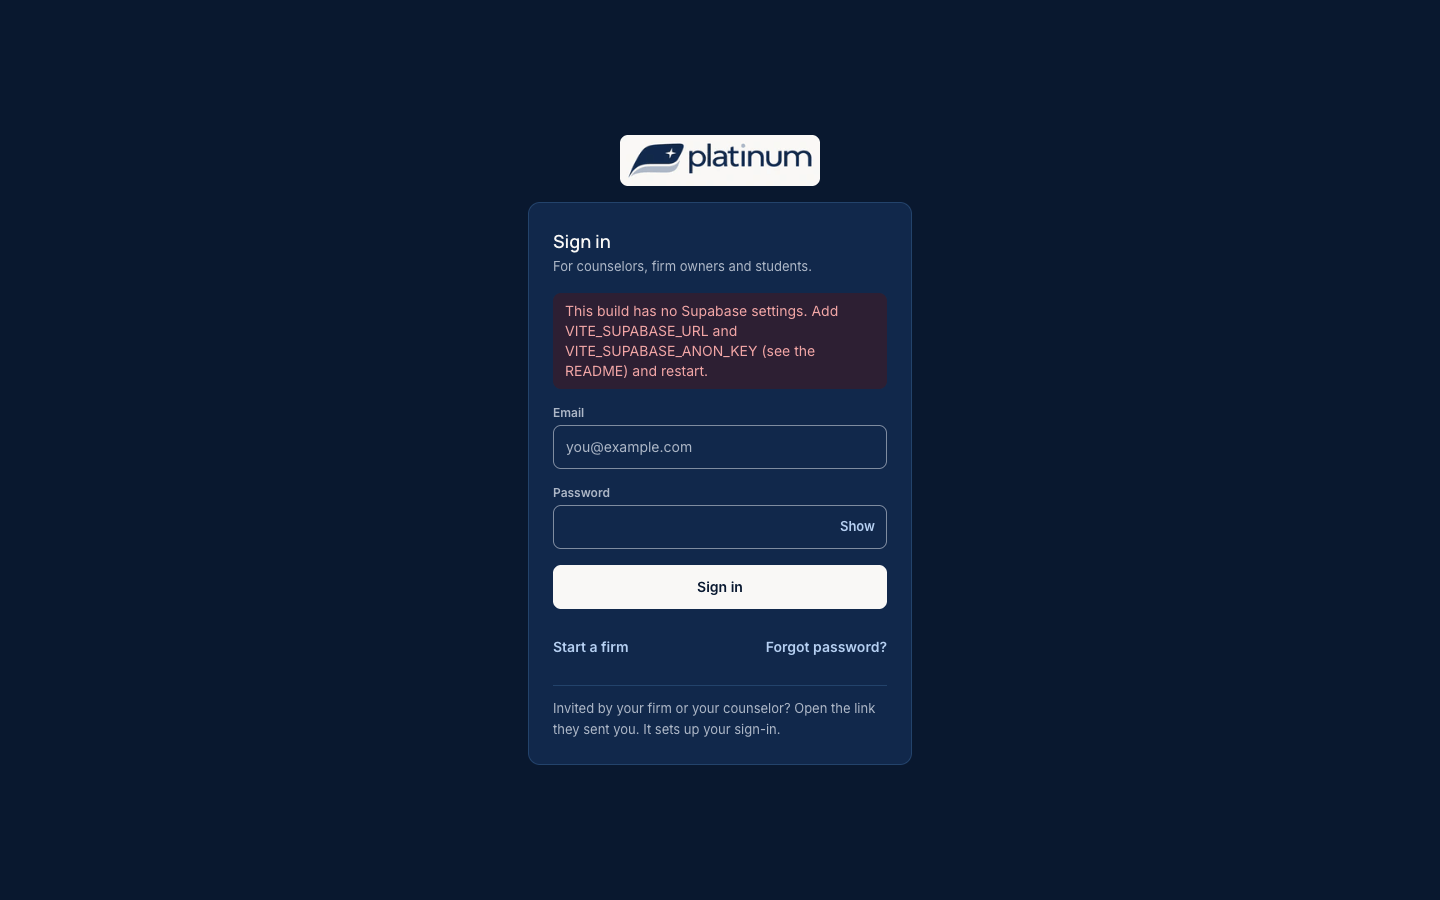 platinum
Sign in
For counselors, firm owners and students.
This build has no Supabase settings. Add
VITE_SUPABASE_URL and
VITE_SUPABASE_ANON_KEY (see the
README) and restart.
Email
you@example.com
Password
Show
Sign in
Start a firm
Forgot password?
Invited by your firm or your counselor? Open the link
they sent you. It sets up your sign-in.